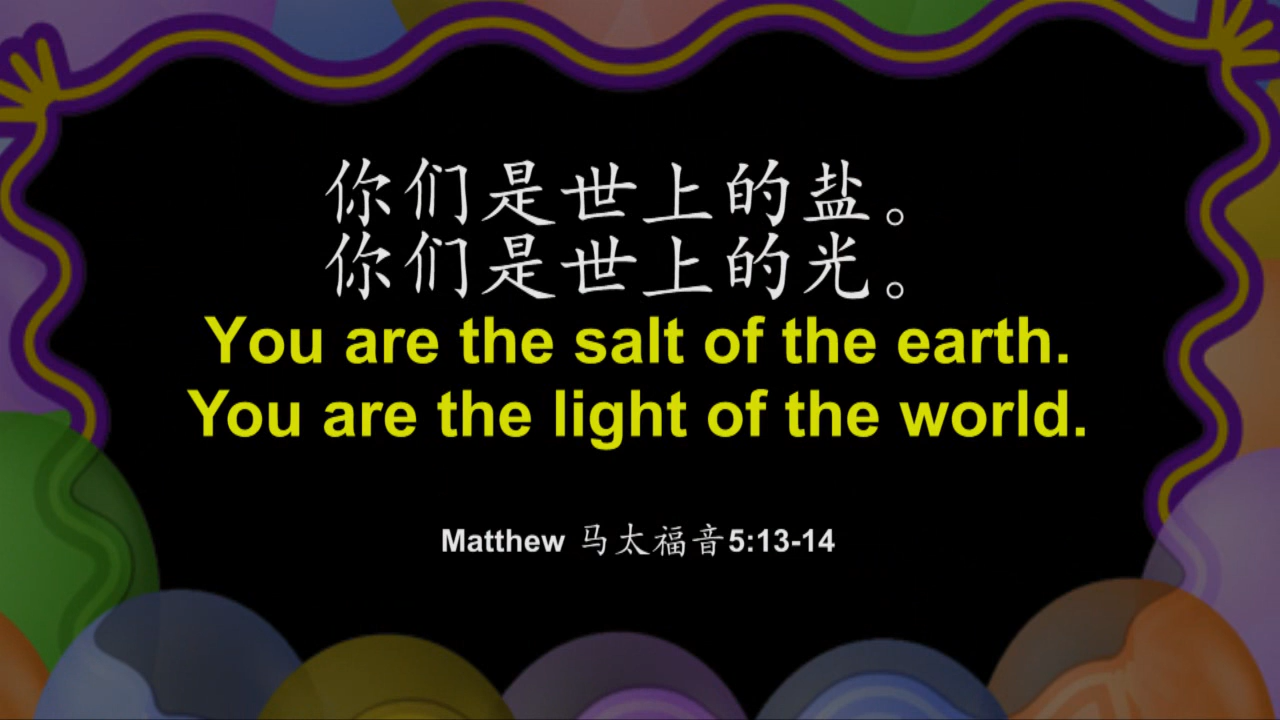 你们是世上的盐。
你们是世上的光。
You are the salt of the earth.
You are the light of the world.
Matthew 马太福音5:13-14